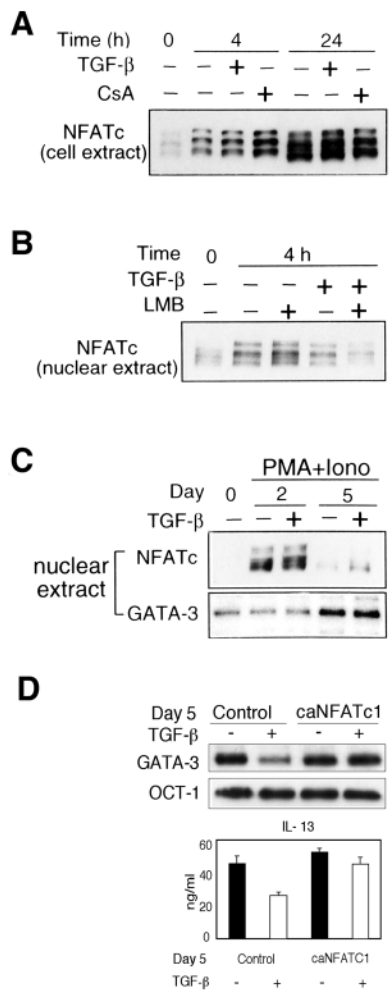 A
Time (h) 0 4 24
TGF-β – – + – – + –
CsA – – – + – – +
NFATc
(cell extract)
B
Time 0 4 h
TGF-β – – – + +
LMB – – + – +
NFATc
(nuclear extract)
C
PMA+Iono
Day 0 2 5
TGF-β – – + – +
NFATc
nuclear
extract
GATA-3
D
Day 5 Control caNFATc1
TGF-β - + - +
GATA-3
OCT-1
IL- 13
60
40
20
0
ng/ml
Day 5 Control caNFATC1
TGF-β - + - +